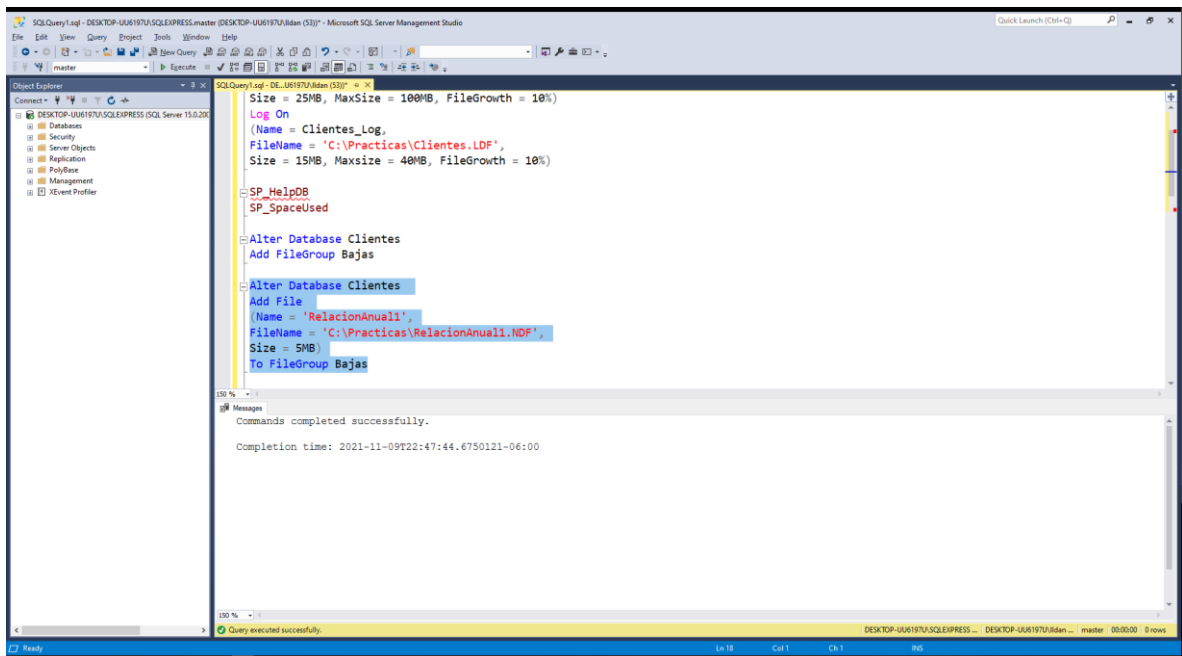 SQLQuery1.sql - DESKTOP-UU6197U\SQLEXPRESS.master (DESKTOP-UU6197U\Ildan (53))* - Microsoft SQL Server Management Studio
Quick Launch (Ctrl+Q)
File Edit View Query Project Tools Window Help
New Query
master Execute
Object Explorer
SQLQuery1.sql - DE...U6197U\Ildan (53))*
Connect
DESKTOP-UU6197U\SQLEXPRESS (SQL Server 15.0.200
Databases
Security
Server Objects
Replication
PolyBase
Management
XEvent Profiler
Size = 25MB, MaxSize = 100MB, FileGrowth = 10%)
Log On
(Name = Clientes_Log,
FileName = 'C:\Practicas\Clientes.LDF',
Size = 15MB, Maxsize = 40MB, FileGrowth = 10%)
SP_HelpDB
SP_SpaceUsed
Alter Database Clientes
Add FileGroup Bajas
Alter Database Clientes
Add File
(Name = 'RelacionAnual1',
FileName = 'C:\Practicas\RelacionAnual1.NDF',
Size = 5MB)
To FileGroup Bajas
150 %
Messages
Commands completed successfully.
Completion time: 2021-11-09T22:47:44.6750121-06:00
150 %
Query executed successfully.
DESKTOP-UU6197U\SQLEXPRESS ... DESKTOP-UU6197U\Ildan ... master 00:00:00 0 rows
Ready Ln 18 Col 1 Ch 1 INS